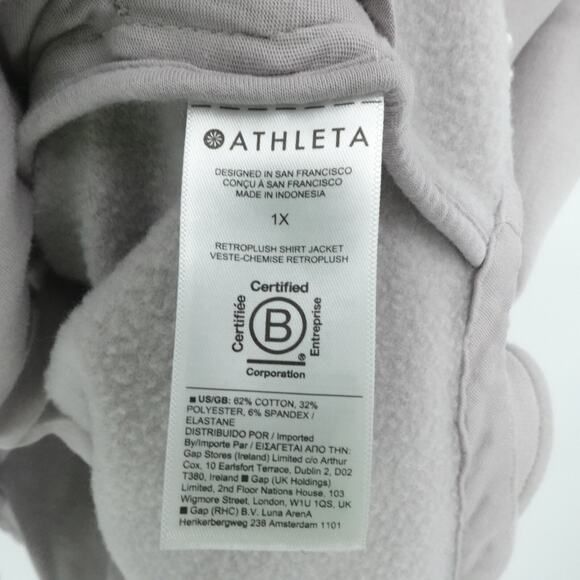 ATHLETA
DESIGNED IN SAN FRANCISCO
CONÇU À SAN FRANCISCO
MADE IN INDONESIA
1X
RETROPLUSH SHIRT JACKET
VESTE-CHEMISE RETROPLUSH
Certified
Certifiée
B
Entreprise
®
Corporation
■ US/GB: 62% COTTON, 32%
POLYESTER, 6% SPANDEX /
ELASTANE
DISTRIBUIDO POR / Imported
By/Importe Par / ΕΙΣΑΓΕΤΑΙ ΑΠΟ ΤΗΝ:
Gap Stores (Ireland) Limited c/o Arthur
Cox, 10 Earlsfort Terrace, Dublin 2, D02
T380, Ireland ■ Gap (UK Holdings)
Limited, 2nd Floor Nations House, 103
Wigmore Street, London, W1U 1QS, UK
■ Gap (RHC) B.V. Luna ArenA
Herikerbergweg 238 Amsterdam 1101